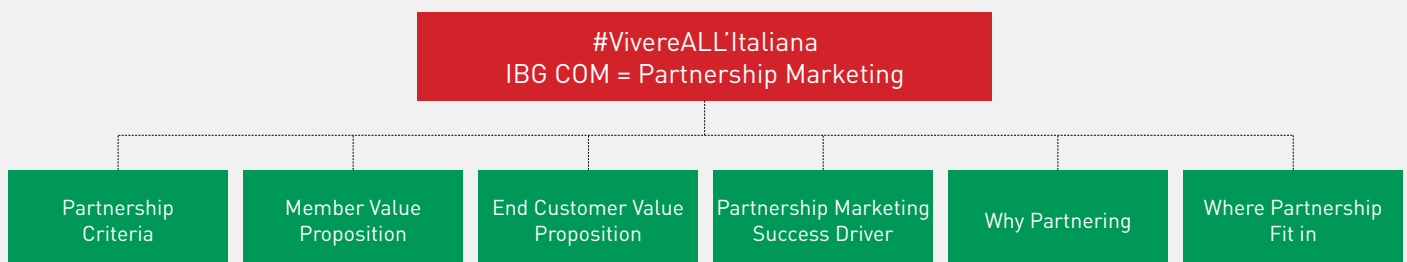 #VivereALL'Italiana
IBG COM = Partnership Marketing
Partnership
Criteria
Member Value
Proposition
End Customer Value
Proposition
Partnership Marketing
Success Driver
Why Partnering
Where Partnership
Fit in